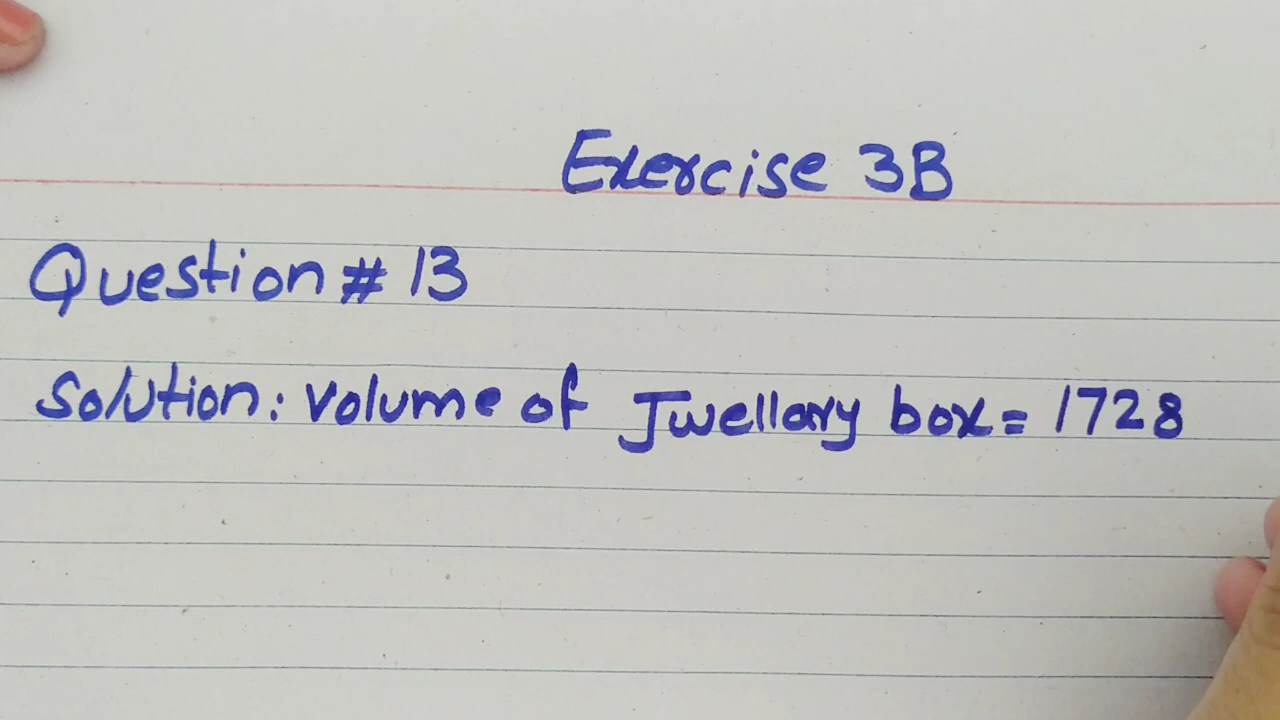 Exercise 3B
Question # 13
Solution: Volume of Jwellary box = 1728